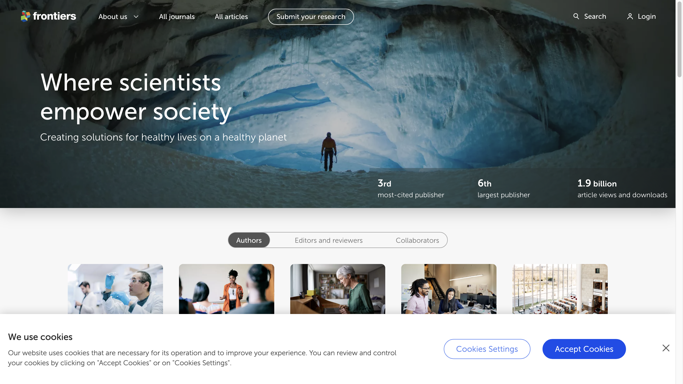 frontiers
About us
All journals
All articles
Submit your research
Search
Login
Where scientists
empower society
Creating solutions for healthy lives on a healthy planet
3rd
most-cited publisher
6th
largest publisher
1.9 billion
article views and downloads
Authors
Editors and reviewers
Collaborators
We use cookies
Our website uses cookies that are necessary for its operation and to improve your experience. You can review and control
your cookies by clicking on "Accept Cookies" or on "Cookies Settings".
Cookies Settings
Accept Cookies